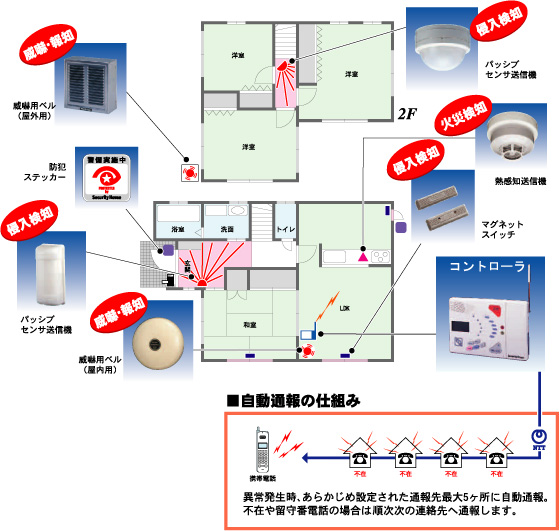 威嚇・報知
威嚇用ベル
(屋外用)
侵入検知
パッシブ
センサ送信機
洋室
洋室
洋室
2F
火災検知
熱感知送信機
防犯
ステッカー
警備実施中
Security Home
侵入検知
マグネット
スイッチ
侵入検知
パッシブ
センサ送信機
浴室
洗面
トイレ
玄関
和室
LDK
威嚇・報知
威嚇用ベル
(屋内用)
コントローラ
■自動通報の仕組み
NTT
携帯電話
不在
不在
不在
不在
異常発生時、あらかじめ設定された通報先最大5ヶ所に自動通報。
不在や留守番電話の場合は順次次の連絡先へ通報します。